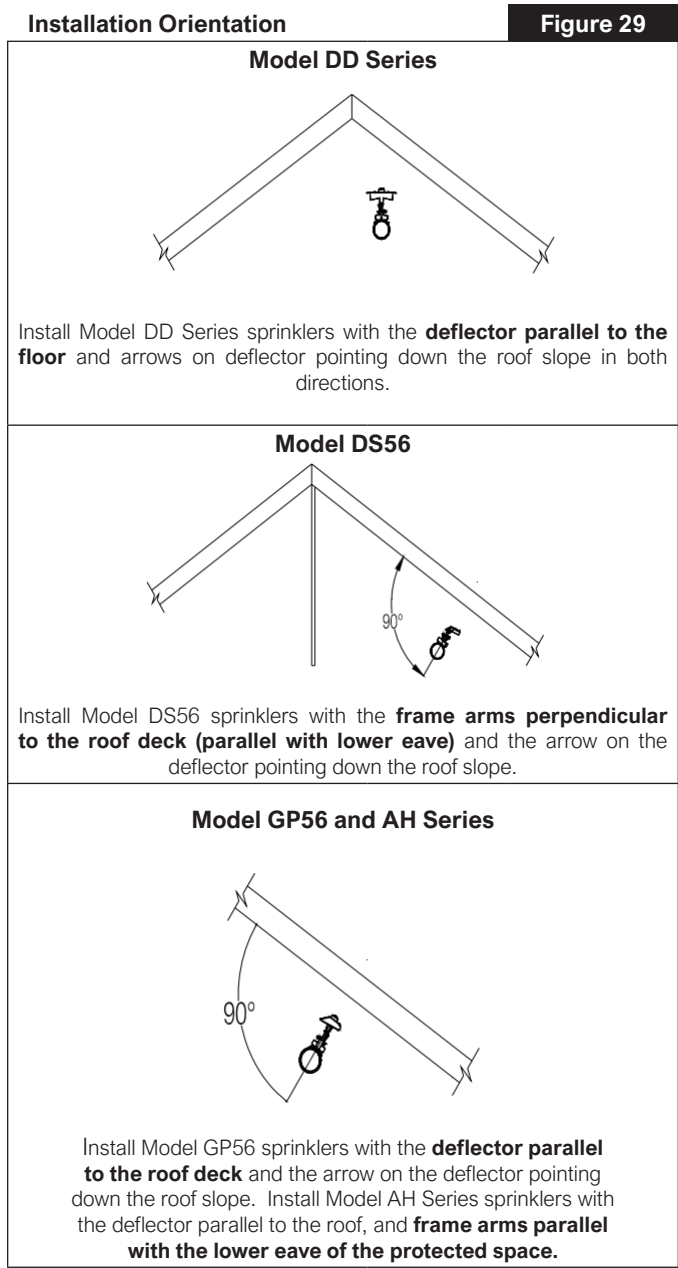 Installation Orientation
Figure 29
Model DD Series
Install Model DD Series sprinklers with the deflector parallel to the
floor and arrows on deflector pointing down the roof slope in both
directions.
Model DS56
90°
Install Model DS56 sprinklers with the frame arms perpendicular
to the roof deck (parallel with lower eave) and the arrow on the
deflector pointing down the roof slope.
Model GP56 and AH Series
90°
Install Model GP56 sprinklers with the deflector parallel
to the roof deck and the arrow on the deflector pointing
down the roof slope. Install Model AH Series sprinklers with
the deflector parallel to the roof, and frame arms parallel
with the lower eave of the protected space.